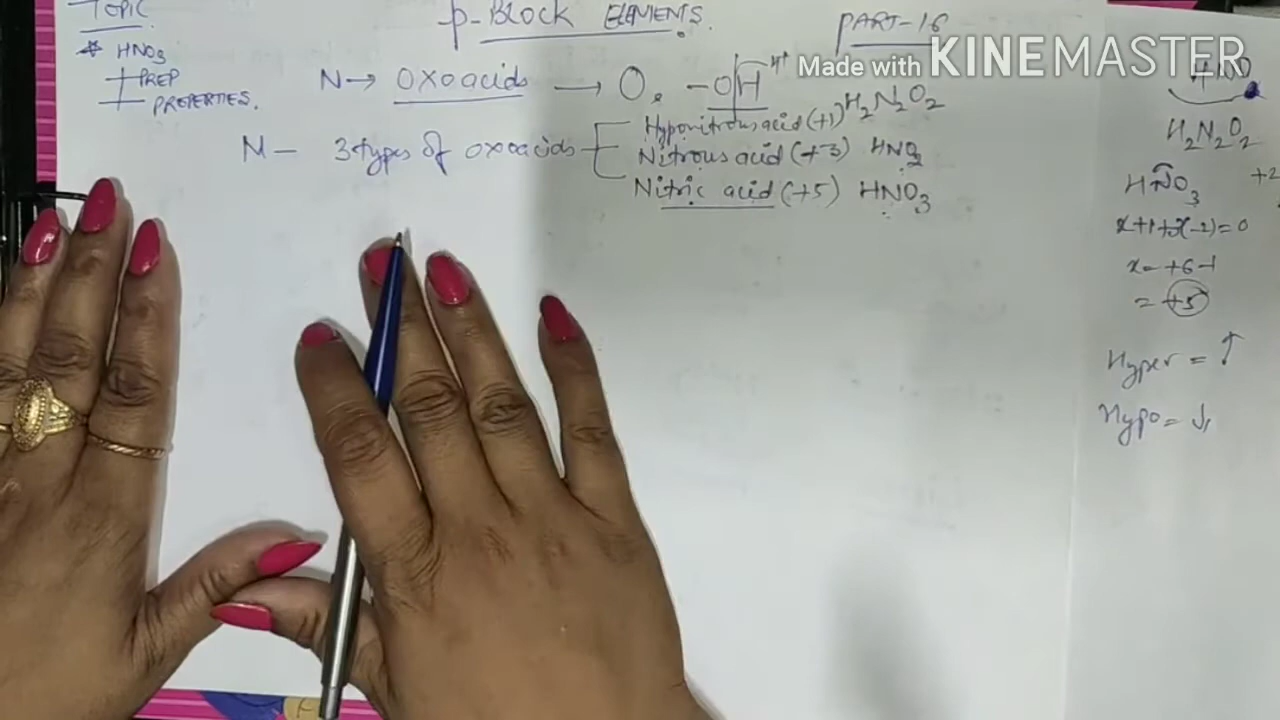 TOPIC
* HNO3
PREP
PROPERTIES.
p-BLOCK ELEMENTS.
PART-16
Made with KINEMASTER
N → Oxoacids → O, -OH H+
N - 3 types of oxoacids
Hyponitrous acid (+1) H2N2O2
Nitrous acid (+3) HNO2
Nitric acid (+5) HNO3
H2N2O2
HNO3 +2
x+1+3(-2)=0
x=+6-1
=+5
Hyper = ↑
Hypo = ↓